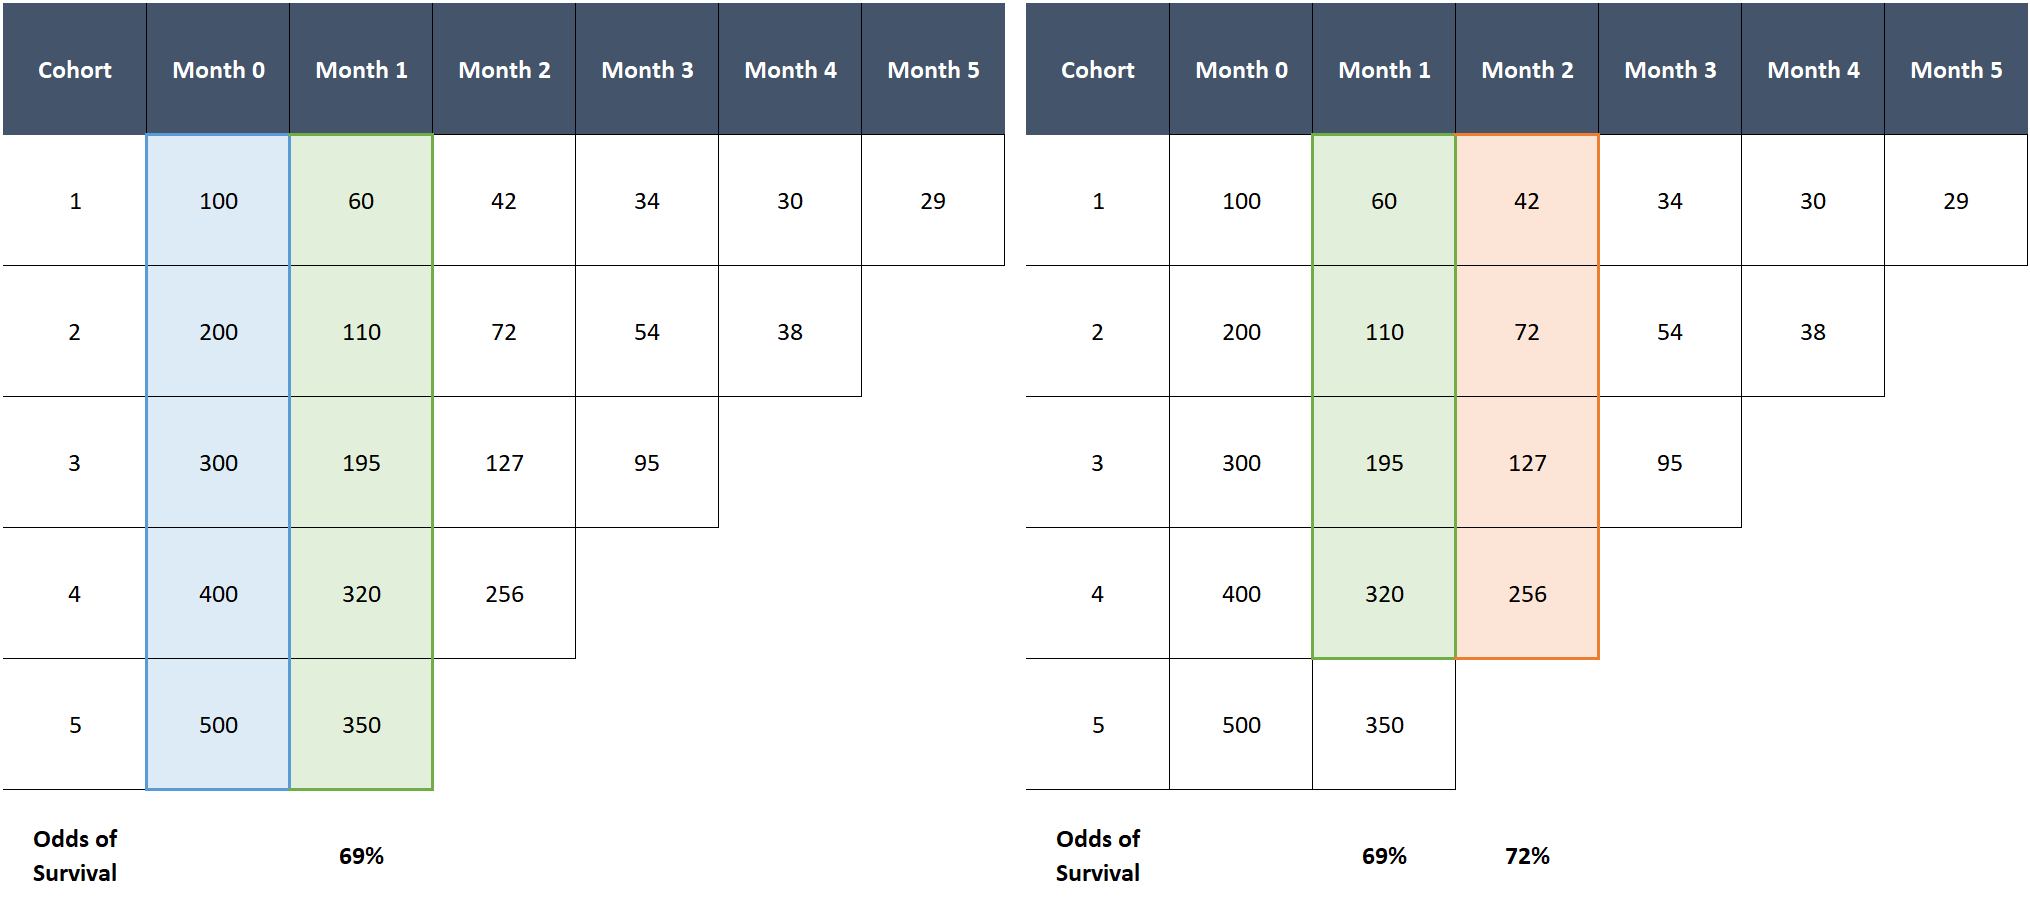 Cohort Month 0 Month 1 Month 2 Month 3 Month 4 Month 5
1 100 60 42 34 30 29
2 200 110 72 54 38
3 300 195 127 95
4 400 320 256
5 500 350
Odds of
Survival
69%
Cohort Month 0 Month 1 Month 2 Month 3 Month 4 Month 5
1 100 60 42 34 30 29
2 200 110 72 54 38
3 300 195 127 95
4 400 320 256
5 500 350
Odds of
Survival
69% 72%